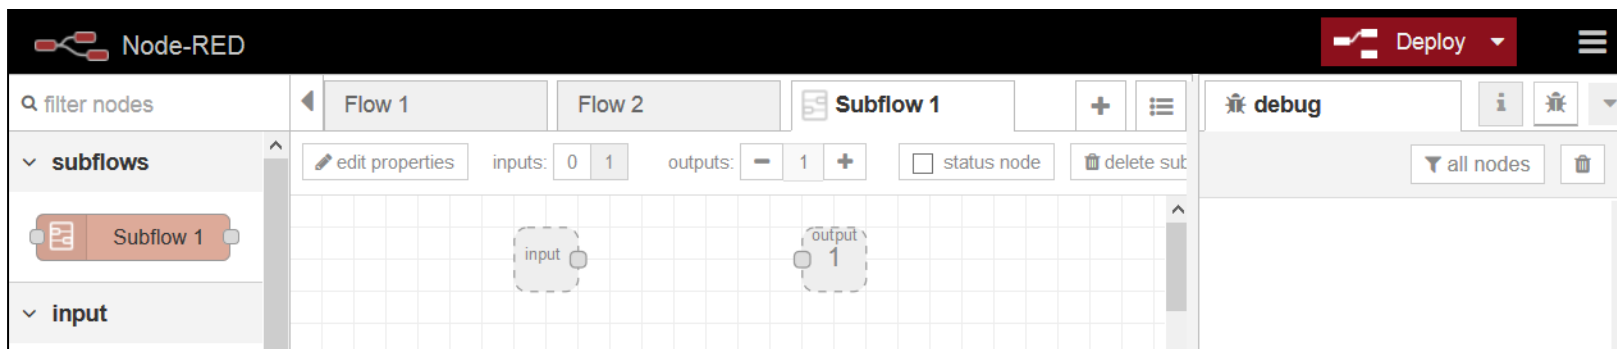 Node-RED
Deploy
filter nodes
Flow 1
Flow 2
Subflow 1
debug
i
subflows
edit properties
inputs: 0 1
outputs: 1
status node
delete sub
all nodes
Subflow 1
input
output
1
input